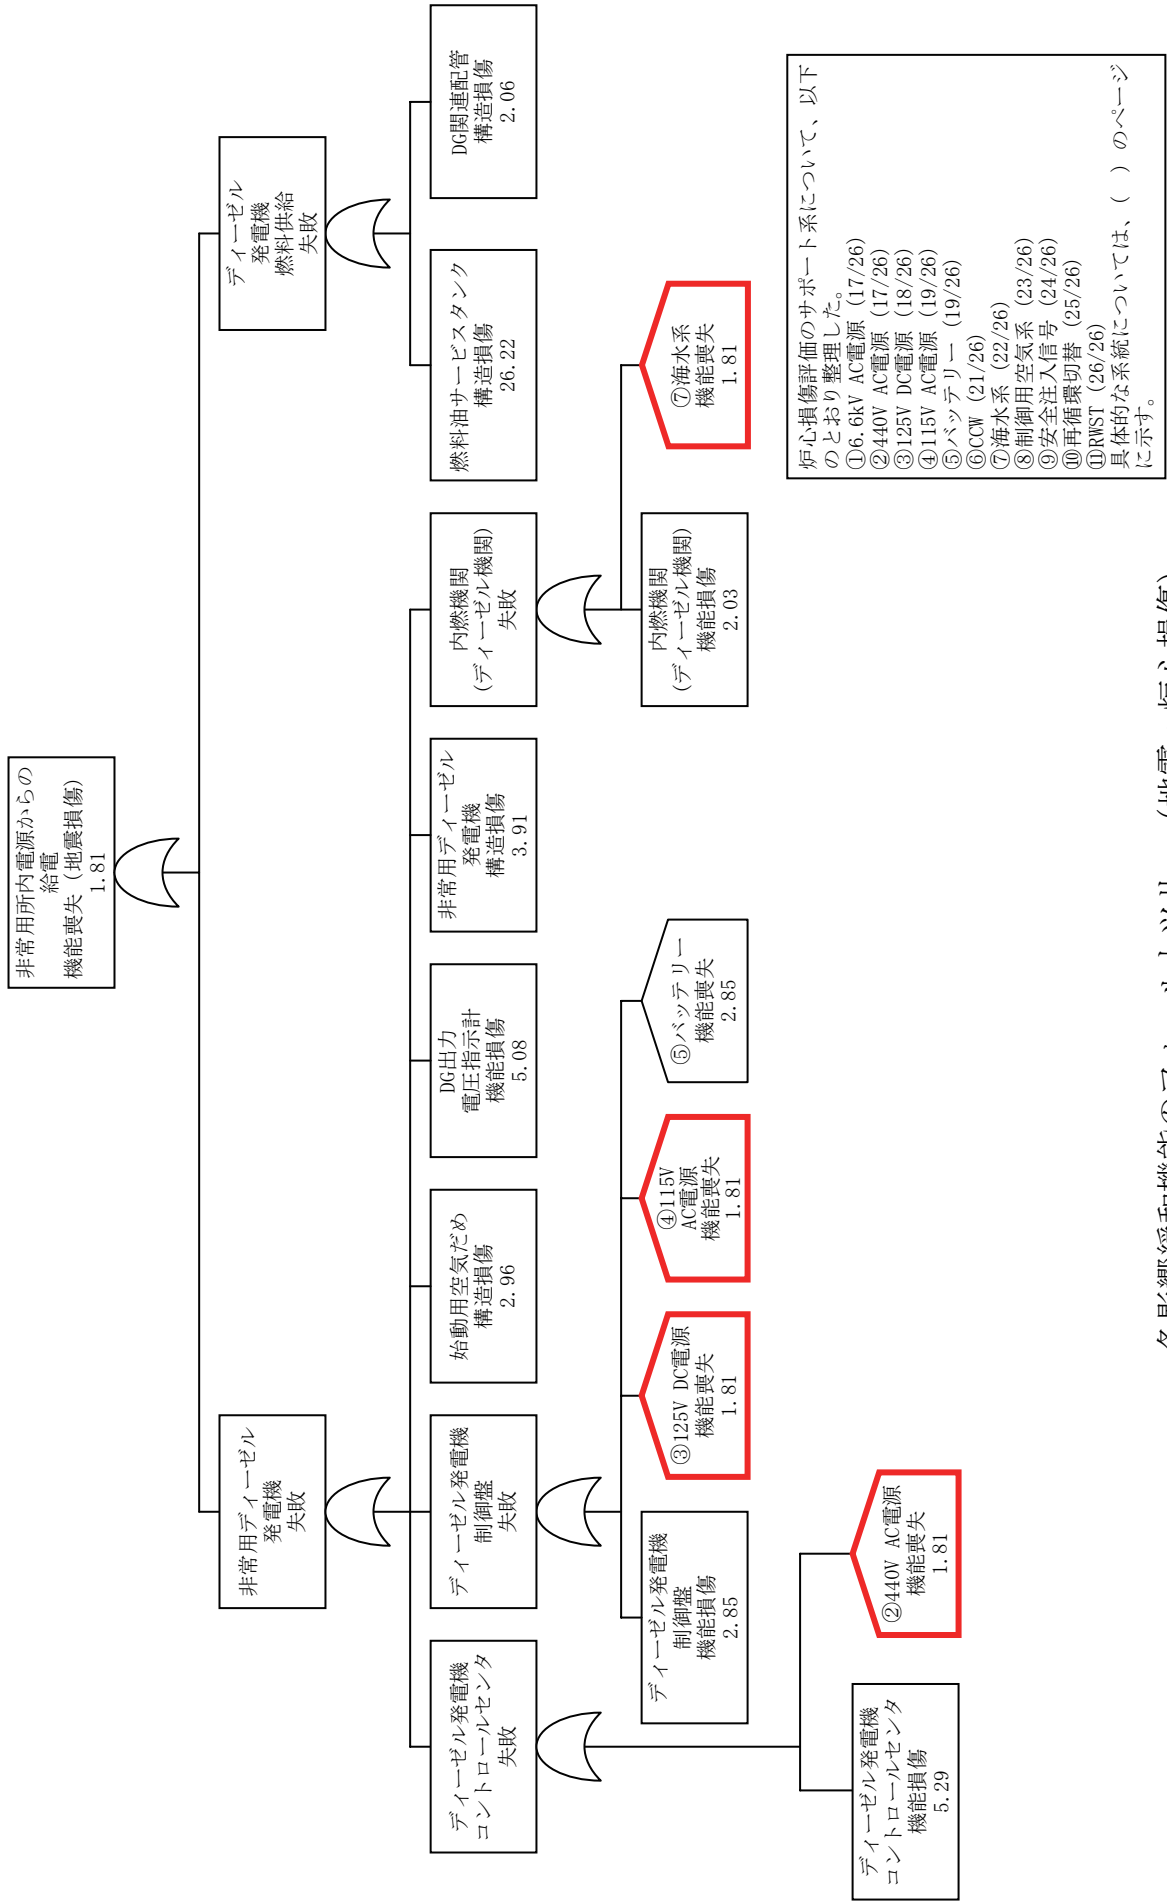 非常用所内電源からの
給電
機能喪失（地震損傷）
1.81
非常用ディーゼル
発電機
失敗
ディーゼル
発電機
燃料供給
失敗
ディーゼル発電機
コントロールセンタ
失敗
ディーゼル発電機
制御盤
失敗
始動用空気だめ
構造損傷
2.96
DG出力
電圧指示計
機能損傷
5.08
非常用ディーゼル
発電機
構造損傷
3.91
内燃機関
(ディーゼル機関)
失敗
燃料油サービスタンク
構造損傷
26.22
DG関連配管
構造損傷
2.06
ディーゼル発電機
制御盤
機能損傷
2.85
③125V DC電源
機能喪失
1.81
④115V
AC電源
機能喪失
1.81
⑤バッテリー
機能喪失
2.85
内燃機関
(ディーゼル機関)
機能損傷
2.03
⑦海水系
機能喪失
1.81
ディーゼル発電機
コントロールセンタ
機能損傷
5.29
②440V AC電源
機能喪失
1.81
炉心損傷評価のサポート系について、以下
のとおり整理した。
①6.6kV AC電源 (17/26)
②440V AC電源 (17/26)
③125V DC電源 (18/26)
④115V AC電源 (19/26)
⑤バッテリー (19/26)
⑥CCW (21/26)
⑦海水系 (22/26)
⑧制御用空気系 (23/26)
⑨安全注入信号 (24/26)
⑩再循環切替 (25/26)
⑪RWST (26/26)
具体的な系統については、（ ）のページ
に示す。